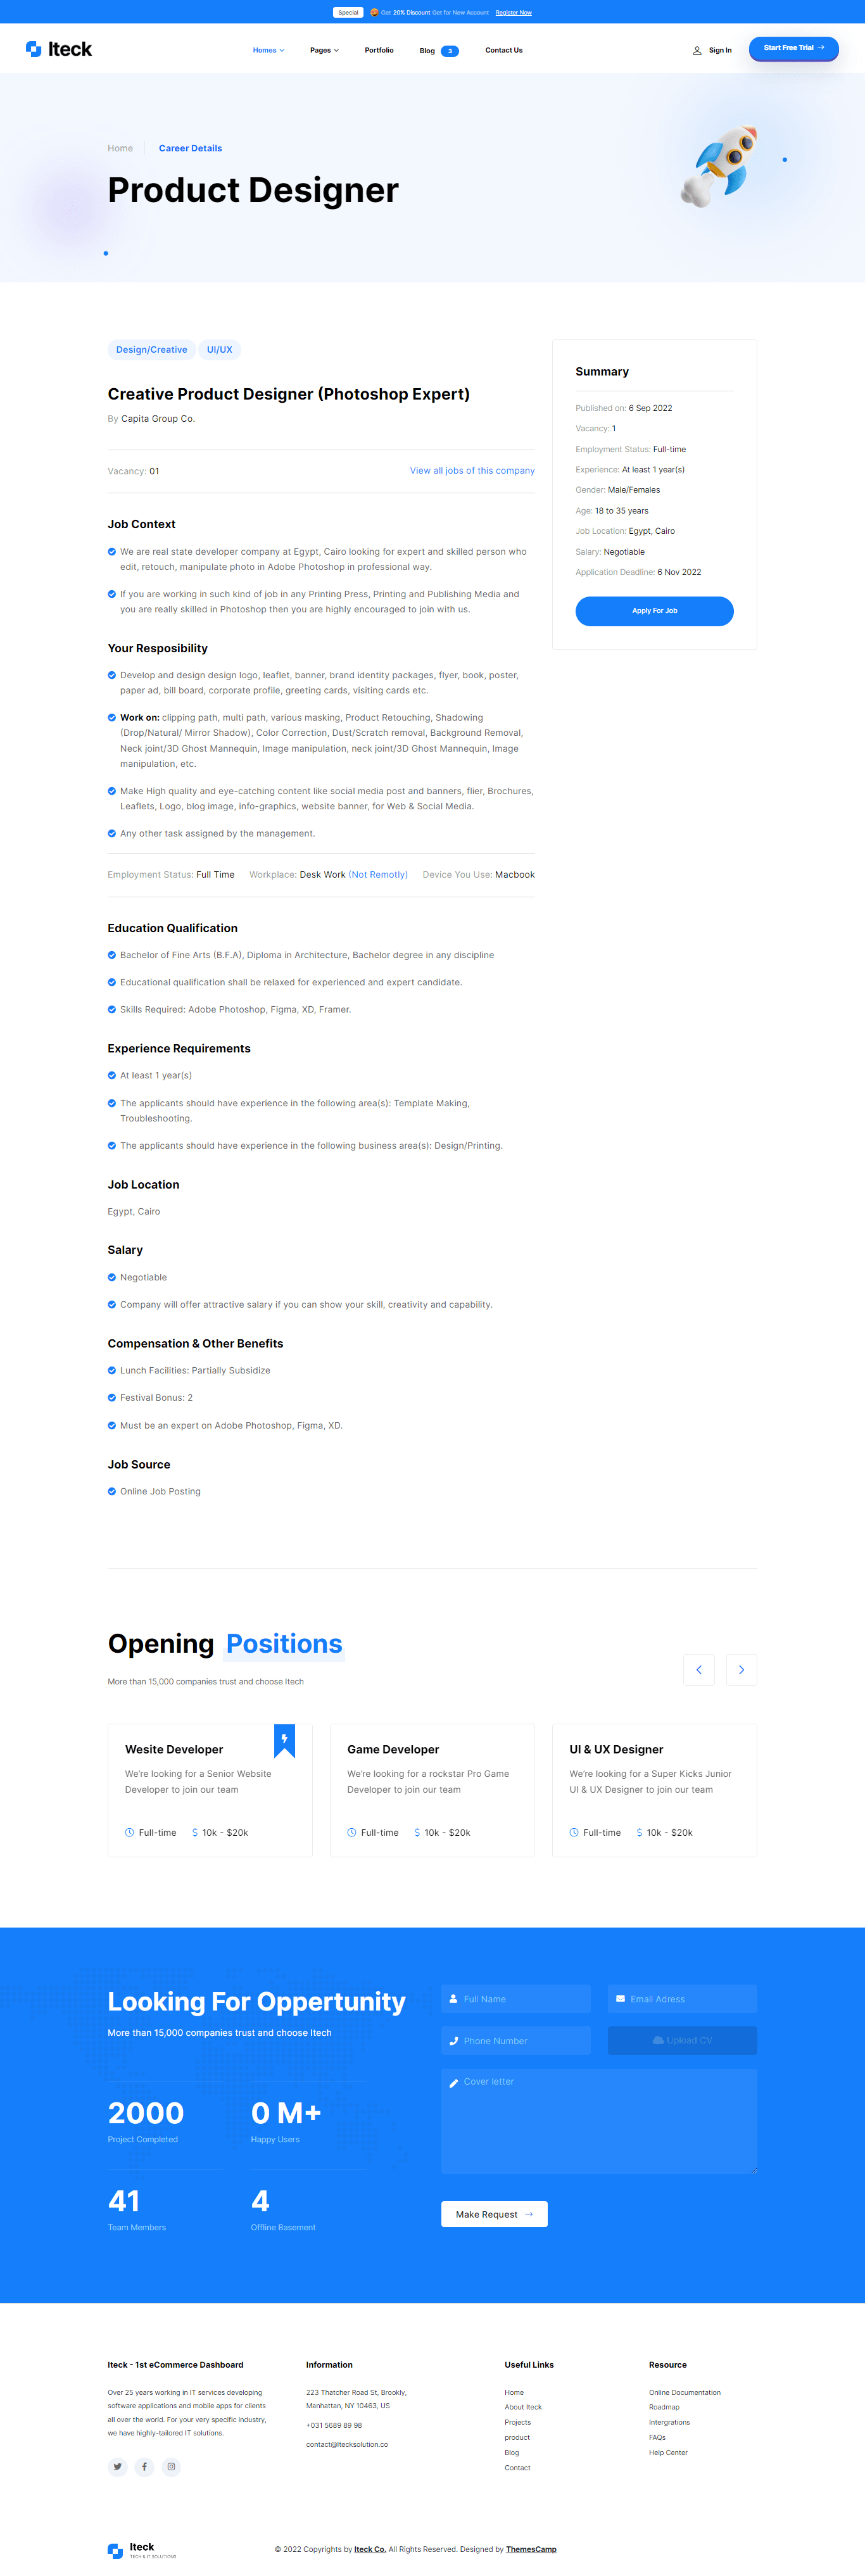 Special Get 20% Discount Get for New Account Register Now
Iteck
Homes Pages Portfolio Blog 3 Contact Us
Sign In Start Free Trial
Home Career Details
Product Designer
Design/Creative UI/UX
Creative Product Designer (Photoshop Expert)
By Capita Group Co.
Vacancy: 01 View all jobs of this company
Job Context
We are real state developer company at Egypt, Cairo looking for expert and skilled person who
edit, retouch, manipulate photo in Adobe Photoshop in professional way.
If you are working in such kind of job in any Printing Press, Printing and Publishing Media and
you are really skilled in Photoshop then you are highly encouraged to join with us.
Your Resposibility
Develop and design design logo, leaflet, banner, brand identity packages, flyer, book, poster,
paper ad, bill board, corporate profile, greeting cards, visiting cards etc.
Work on: clipping path, multi path, various masking, Product Retouching, Shadowing
(Drop/Natural/ Mirror Shadow), Color Correction, Dust/Scratch removal, Background Removal,
Neck joint/3D Ghost Mannequin, Image manipulation, neck joint/3D Ghost Mannequin, Image
manipulation, etc.
Make High quality and eye-catching content like social media post and banners, flier, Brochures,
Leaflets, Logo, blog image, info-graphics, website banner, for Web & Social Media.
Any other task assigned by the management.
Employment Status: Full Time Workplace: Desk Work (Not Remotly) Device You Use: Macbook
Education Qualification
Bachelor of Fine Arts (B.F.A), Diploma in Architecture, Bachelor degree in any discipline
Educational qualification shall be relaxed for experienced and expert candidate.
Skills Required: Adobe Photoshop, Figma, XD, Framer.
Experience Requirements
At least 1 year(s)
The applicants should have experience in the following area(s): Template Making,
Troubleshooting.
The applicants should have experience in the following business area(s): Design/Printing.
Job Location
Egypt, Cairo
Salary
Negotiable
Company will offer attractive salary if you can show your skill, creativity and capability.
Compensation & Other Benefits
Lunch Facilities: Partially Subsidize
Festival Bonus: 2
Must be an expert on Adobe Photoshop, Figma, XD.
Job Source
Online Job Posting
Summary
Published on: 6 Sep 2022
Vacancy: 1
Employment Status: Full-time
Experience: At least 1 year(s)
Gender: Male/Females
Age: 18 to 35 years
Job Location: Egypt, Cairo
Salary: Negotiable
Application Deadline: 6 Nov 2022
Apply For Job
Opening Positions
More than 15,000 companies trust and choose Itech
Wesite Developer
We're looking for a Senior Website
Developer to join our team
Full-time $ 10k - $20k
Game Developer
We're looking for a rockstar Pro Game
Developer to join our team
Full-time $ 10k - $20k
UI & UX Designer
We're looking for a Super Kicks Junior
UI & UX Designer to join our team
Full-time $ 10k - $20k
Looking For Oppertunity
More than 15,000 companies trust and choose Itech
2000
Project Completed
0 M+
Happy Users
41
Team Members
4
Offline Basement
Full Name
Email Adress
Phone Number
Upload CV
Cover letter
Make Request
Iteck - 1st eCommerce Dashboard
Over 25 years working in IT services developing
software applications and mobile apps for clients
all over the world. For your very specific industry,
we have highly-tailored IT solutions.
Information
223 Thatcher Road St, Brookly,
Manhattan, NY 10463, US
+031 5689 89 98
contact@Itecksolution.co
Useful Links
Home
About Iteck
Projects
product
Blog
Contact
Resource
Online Documentation
Roadmap
Intergrations
FAQs
Help Center
Iteck
TECH & IT SOLUTIONS
© 2022 Copyrights by Iteck Co. All Rights Reserved. Designed by ThemesCamp